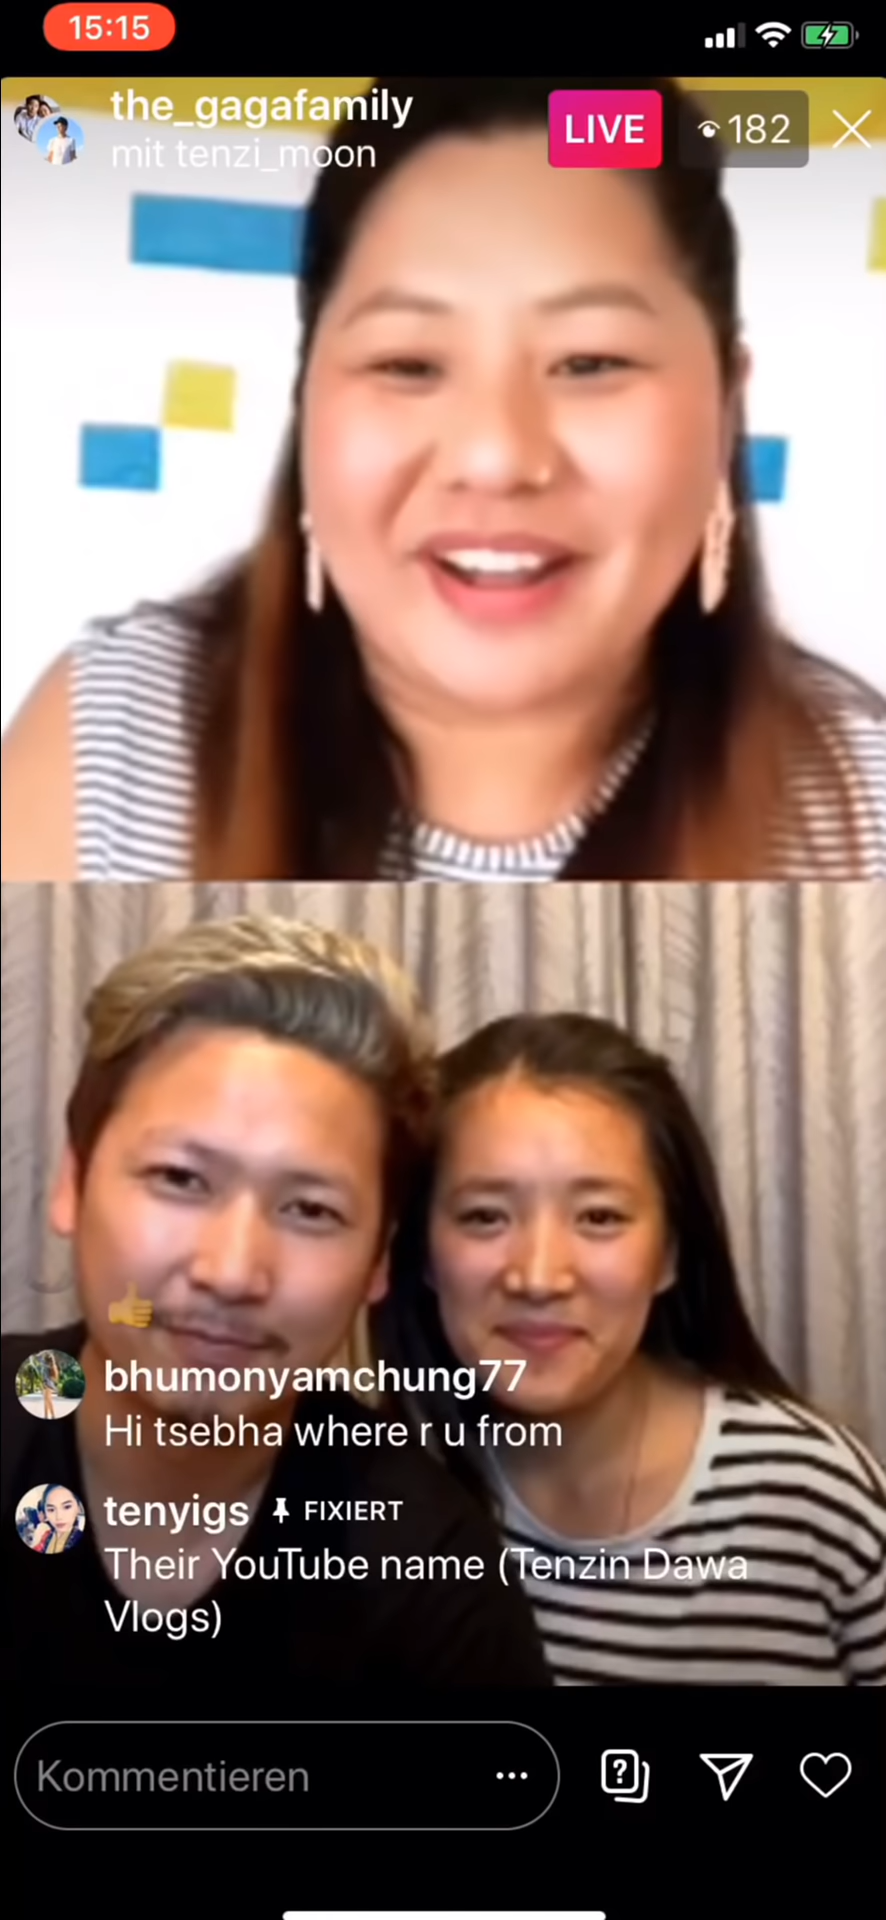 15:15
the_gagafamily
mit tenzi_moon
LIVE
182
bhumonyamchung77
Hi tsebha where r u from
tenyigs FIXIERT
Their YouTube name (Tenzin Dawa
Vlogs)
Kommentieren